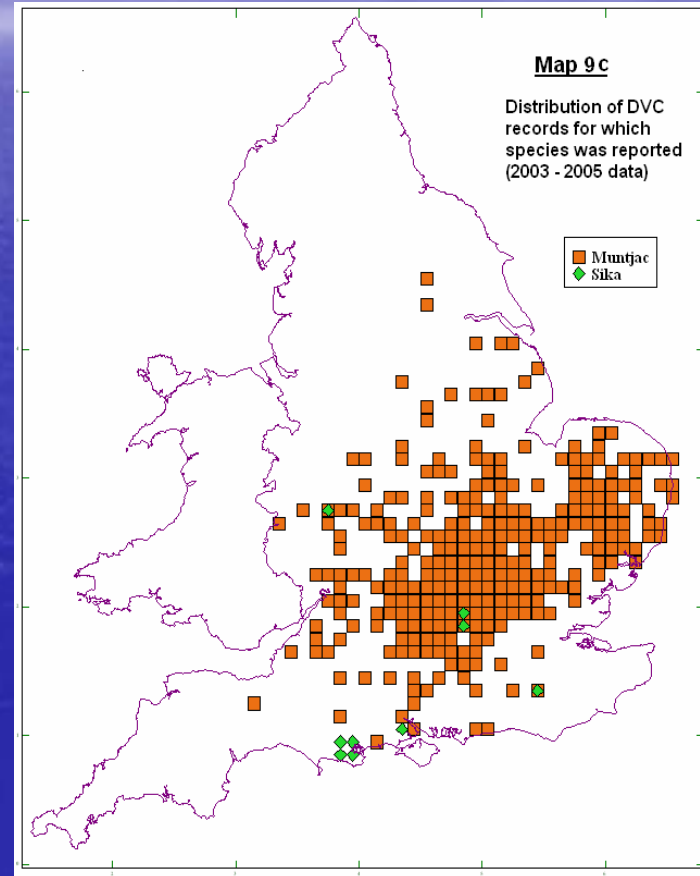 Map 9c
Distribution of DVC
records for which
species was reported
(2003 - 2005 data)
Muntjac
Sika